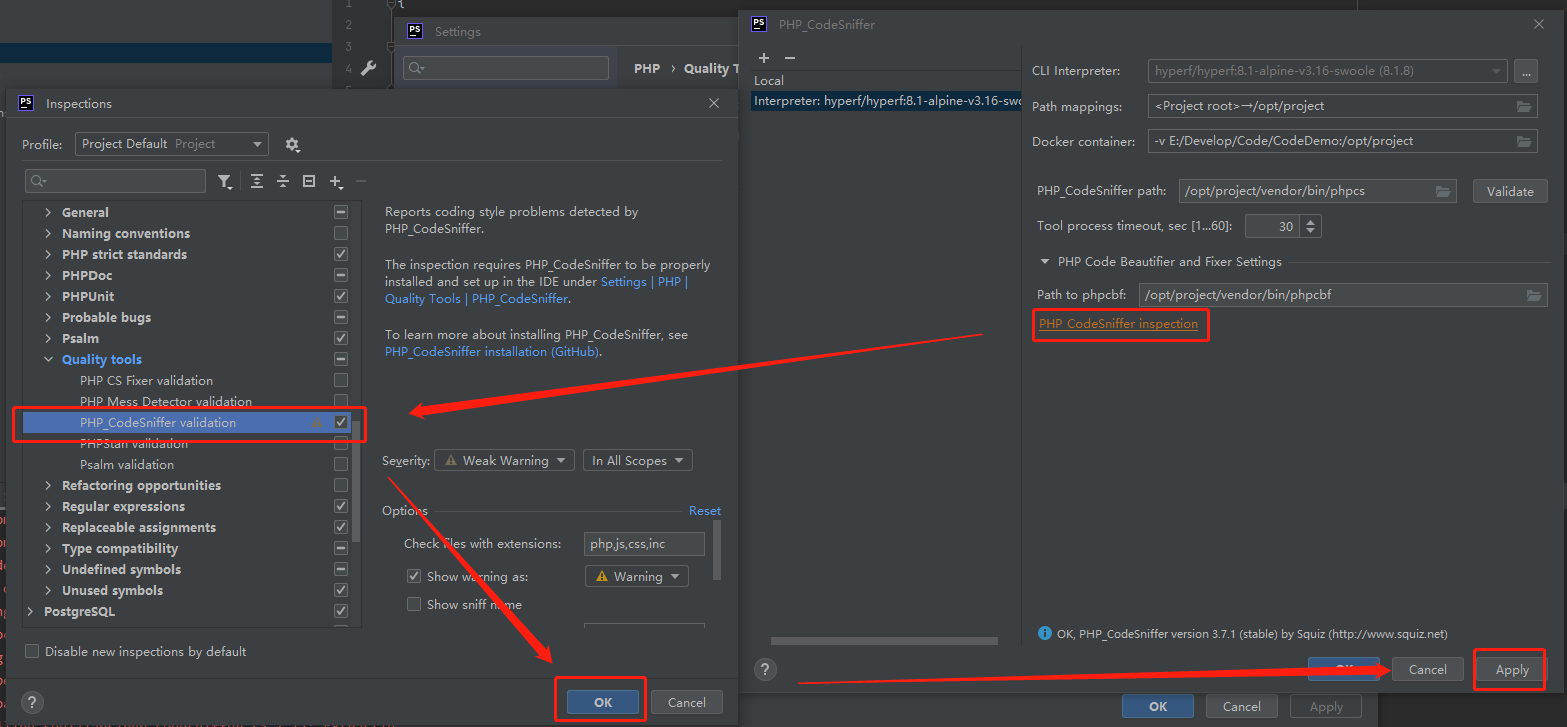 1
2
3
4
PS Settings
PHP › Quality T
PS PHP_CodeSniffer
Local
Interpreter: hyperf/hyperf:8.1-alpine-v3.16-swoo
CLI Interpreter: hyperf/hyperf:8.1-alpine-v3.16-swoole (8.1.8) ...
Path mappings: <Project root>→/opt/project
Docker container: -v E:/Develop/Code/CodeDemo:/opt/project
PHP_CodeSniffer path: /opt/project/vendor/bin/phpcs Validate
Tool process timeout, sec [1...60]: 30
PHP Code Beautifier and Fixer Settings
Path to phpcbf: /opt/project/vendor/bin/phpcbf
PHP CodeSniffer inspection
OK, PHP_CodeSniffer version 3.7.1 (stable) by Squiz (http://www.squiz.net)
? OK Cancel Apply
OK Cancel Apply
PS Inspections
Profile: Project Default Project
General
Naming conventions
PHP strict standards
PHPDoc
PHPUnit
Probable bugs
Psalm
Quality tools
PHP CS Fixer validation
PHP Mess Detector validation
PHP_CodeSniffer validation
PHPStan validation
Psalm validation
Refactoring opportunities
Regular expressions
Replaceable assignments
Type compatibility
Undefined symbols
Unused symbols
PostgreSQL
Disable new inspections by default
Reports coding style problems detected by
PHP_CodeSniffer.
The inspection requires PHP_CodeSniffer to be properly
installed and set up in the IDE under Settings | PHP |
Quality Tools | PHP_CodeSniffer.
To learn more about installing PHP_CodeSniffer, see
PHP_CodeSniffer installation (GitHub).
Severity: Weak Warning In All Scopes
Options Reset
Check files with extensions: php,js,css,inc
Show warning as: Warning
Show sniff name
? OK Cancel